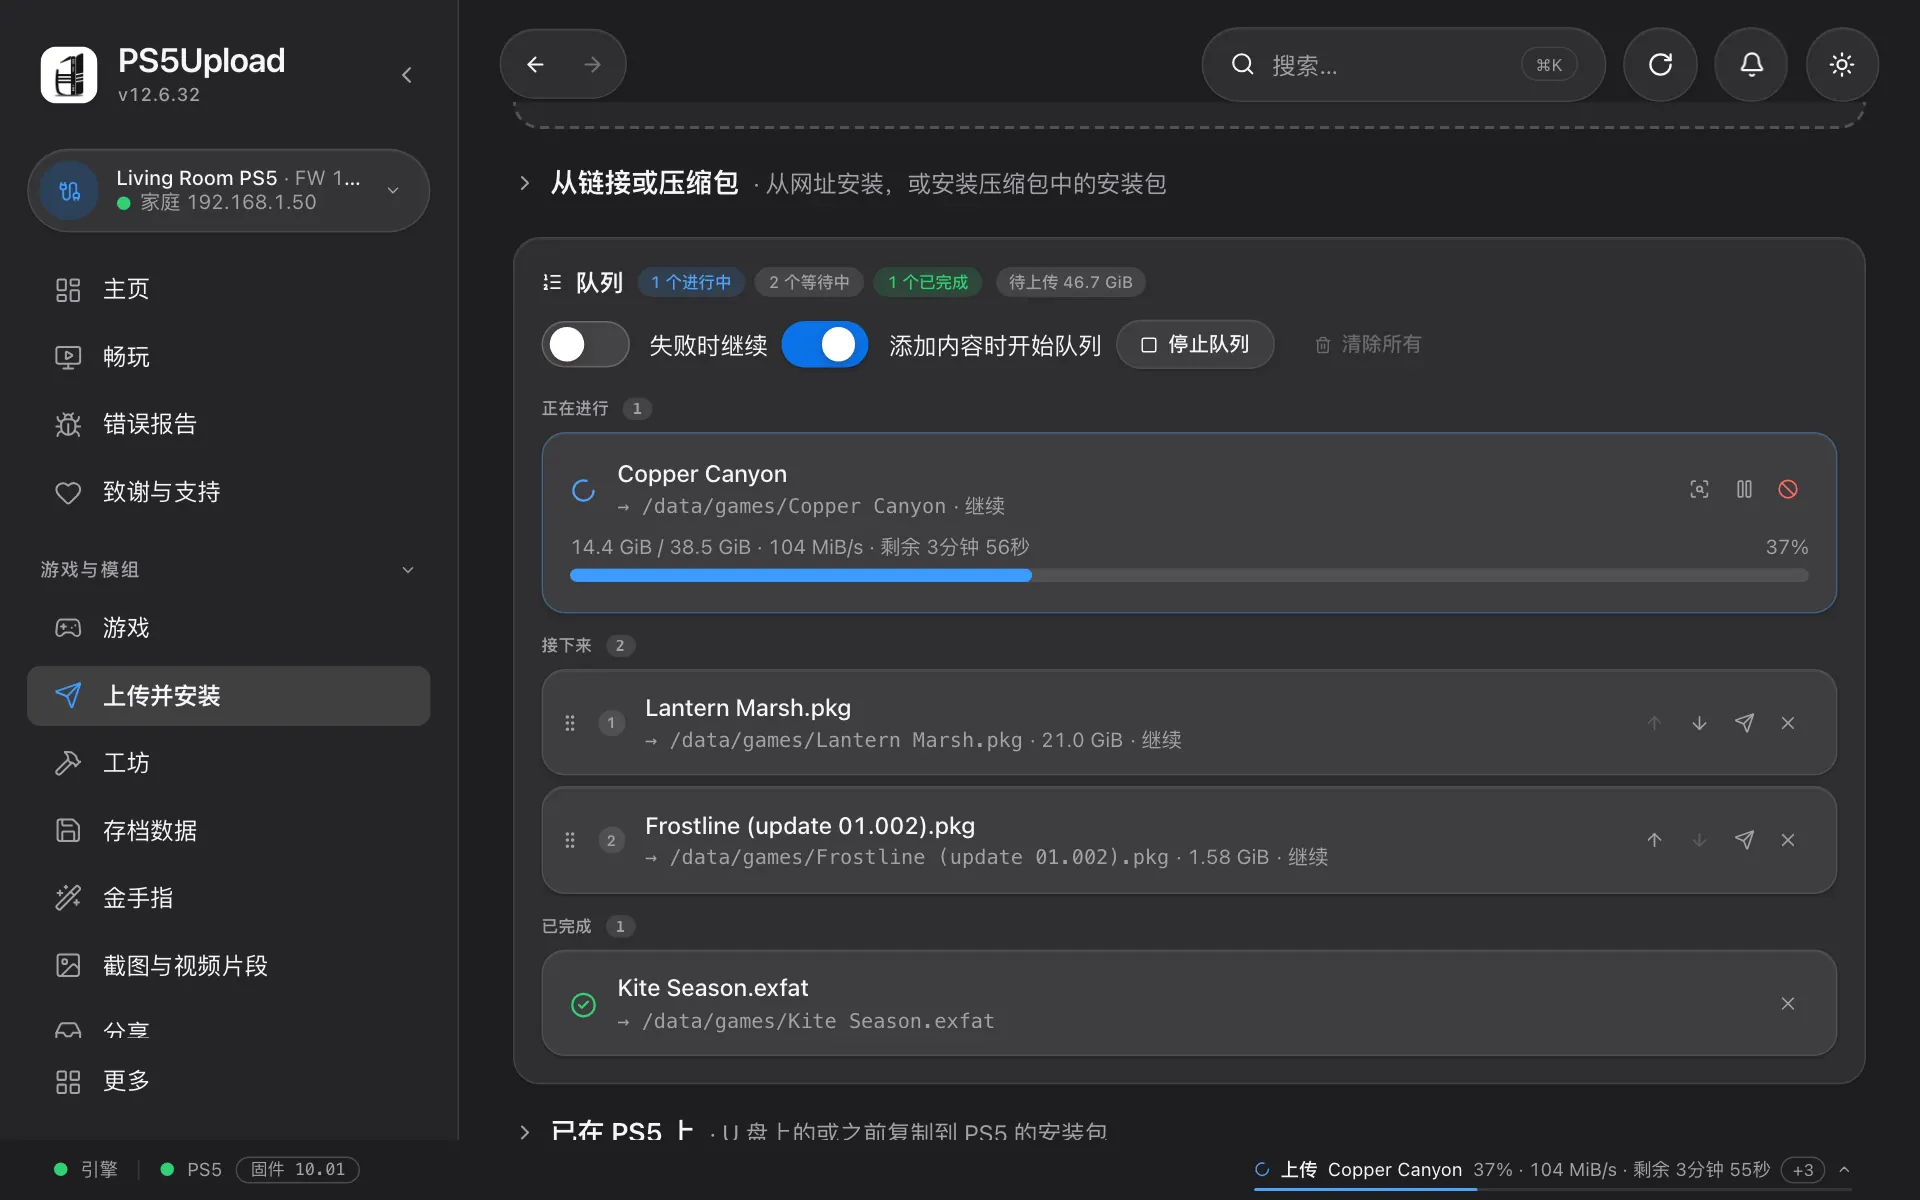 PS5Upload
v12.6.32
Living Room PS5 · FW 1...
家庭 192.168.1.50
主页
畅玩
错误报告
致谢与支持
游戏与模组
游戏
上传并安装
工坊
存档数据
金手指
截图与视频片段
分享
更多
搜索...
⌘K
从链接或压缩包 · 从网址安装，或安装压缩包中的安装包
队列 1 个进行中 2 个等待中 1 个已完成 待上传 46.7 GiB
失败时继续 添加内容时开始队列 停止队列 清除所有
正在进行 1
Copper Canyon
→ /data/games/Copper Canyon · 继续
14.4 GiB / 38.5 GiB · 104 MiB/s · 剩余 3分钟 56秒 37%
接下来 2
1 Lantern Marsh.pkg
→ /data/games/Lantern Marsh.pkg · 21.0 GiB · 继续
2 Frostline (update 01.002).pkg
→ /data/games/Frostline (update 01.002).pkg · 1.58 GiB · 继续
已完成 1
Kite Season.exfat
→ /data/games/Kite Season.exfat
已在 PS5 上 · U 盘上的或之前复制到 PS5 的安装包
引擎 PS5 固件 10.01
上传 Copper Canyon 37% · 104 MiB/s · 剩余 3分钟 55秒 +3